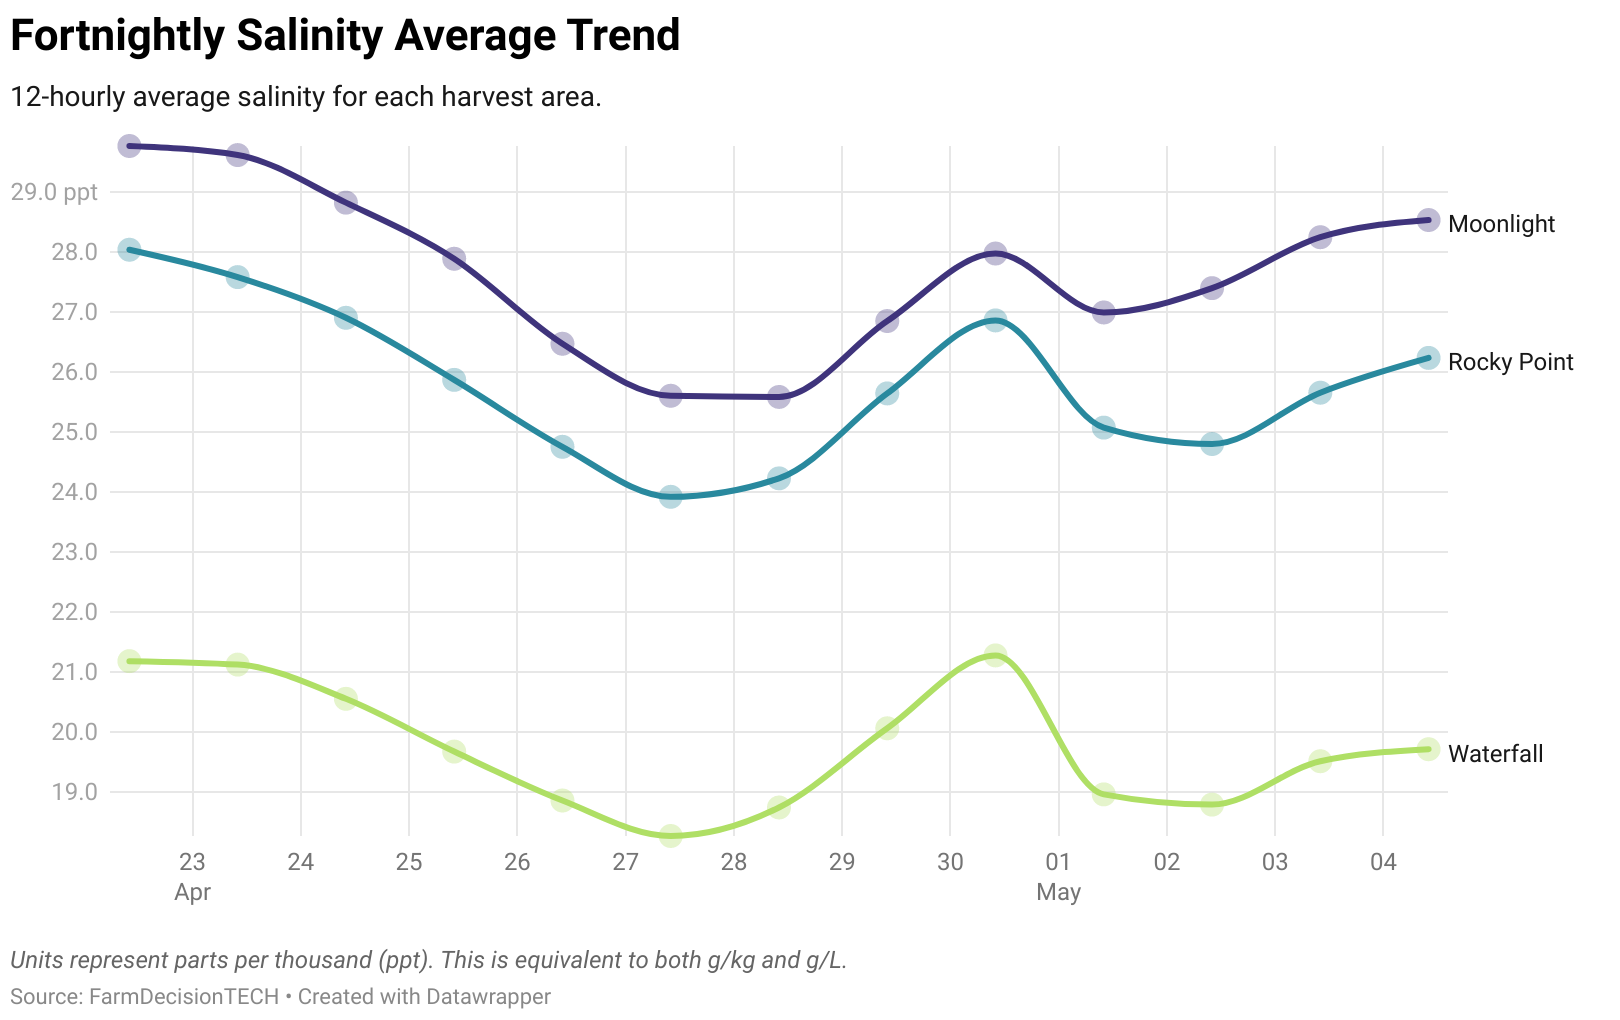 Fortnightly Salinity Average Trend
12-hourly average salinity for each harvest area.
29.0 ppt
28.0
27.0
26.0
25.0
24.0
23.0
22.0
21.0
20.0
19.0
Moonlight
Rocky Point
Waterfall
23 24 25 26 27 28 29 30 01 02 03 04
Apr May
Units represent parts per thousand (ppt). This is equivalent to both g/kg and g/L.
Source: FarmDecisionTECH • Created with Datawrapper